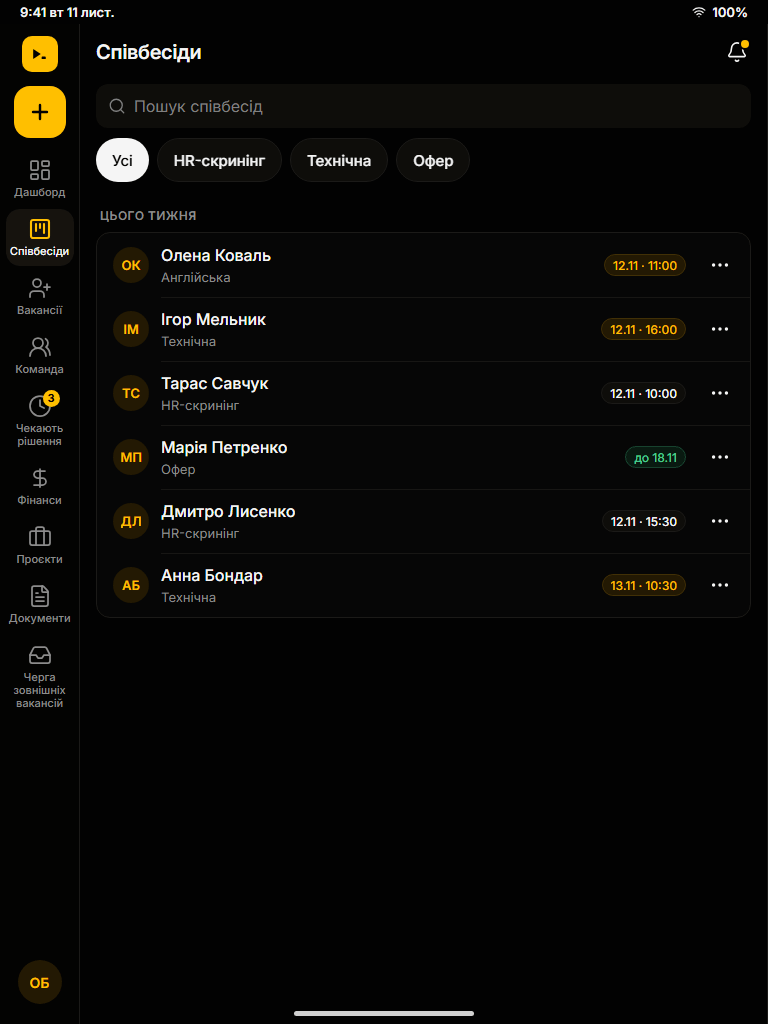 9:41 вт 11 лист.
100%
Співбесіди
Пошук співбесід
Усі
HR-скринінг
Технічна
Офер
Дашборд
Співбесіди
Вакансії
Команда
3
Чекають
рішення
Фінанси
Проєкти
Документи
Черга
зовнішніх
вакансій
ОБ
ЦЬОГО ТИЖНЯ
ОК
Олена Коваль
Англійська
12.11 · 11:00
ІМ
Ігор Мельник
Технічна
12.11 · 16:00
ТС
Тарас Савчук
HR-скринінг
12.11 · 10:00
МП
Марія Петренко
Офер
до 18.11
ДЛ
Дмитро Лисенко
HR-скринінг
12.11 · 15:30
АБ
Анна Бондар
Технічна
13.11 · 10:30